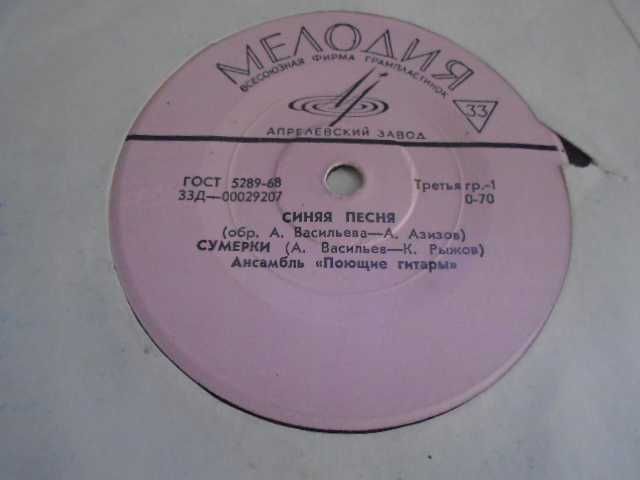 МЕЛОДИЯ
ВСЕСОЮЗНАЯ ФИРМА ГРАМПЛАСТИНОК
33
АПРЕЛЕВСКИЙ ЗАВОД
ГОСТ 5289-68 Третья гр.-1
33Д—00029207 0-70
СИНЯЯ ПЕСНЯ
(обр. А. Васильева—А. Азизов)
СУМЕРКИ (А. Васильев—К. Рыжов)
Ансамбль «Поющие гитары»